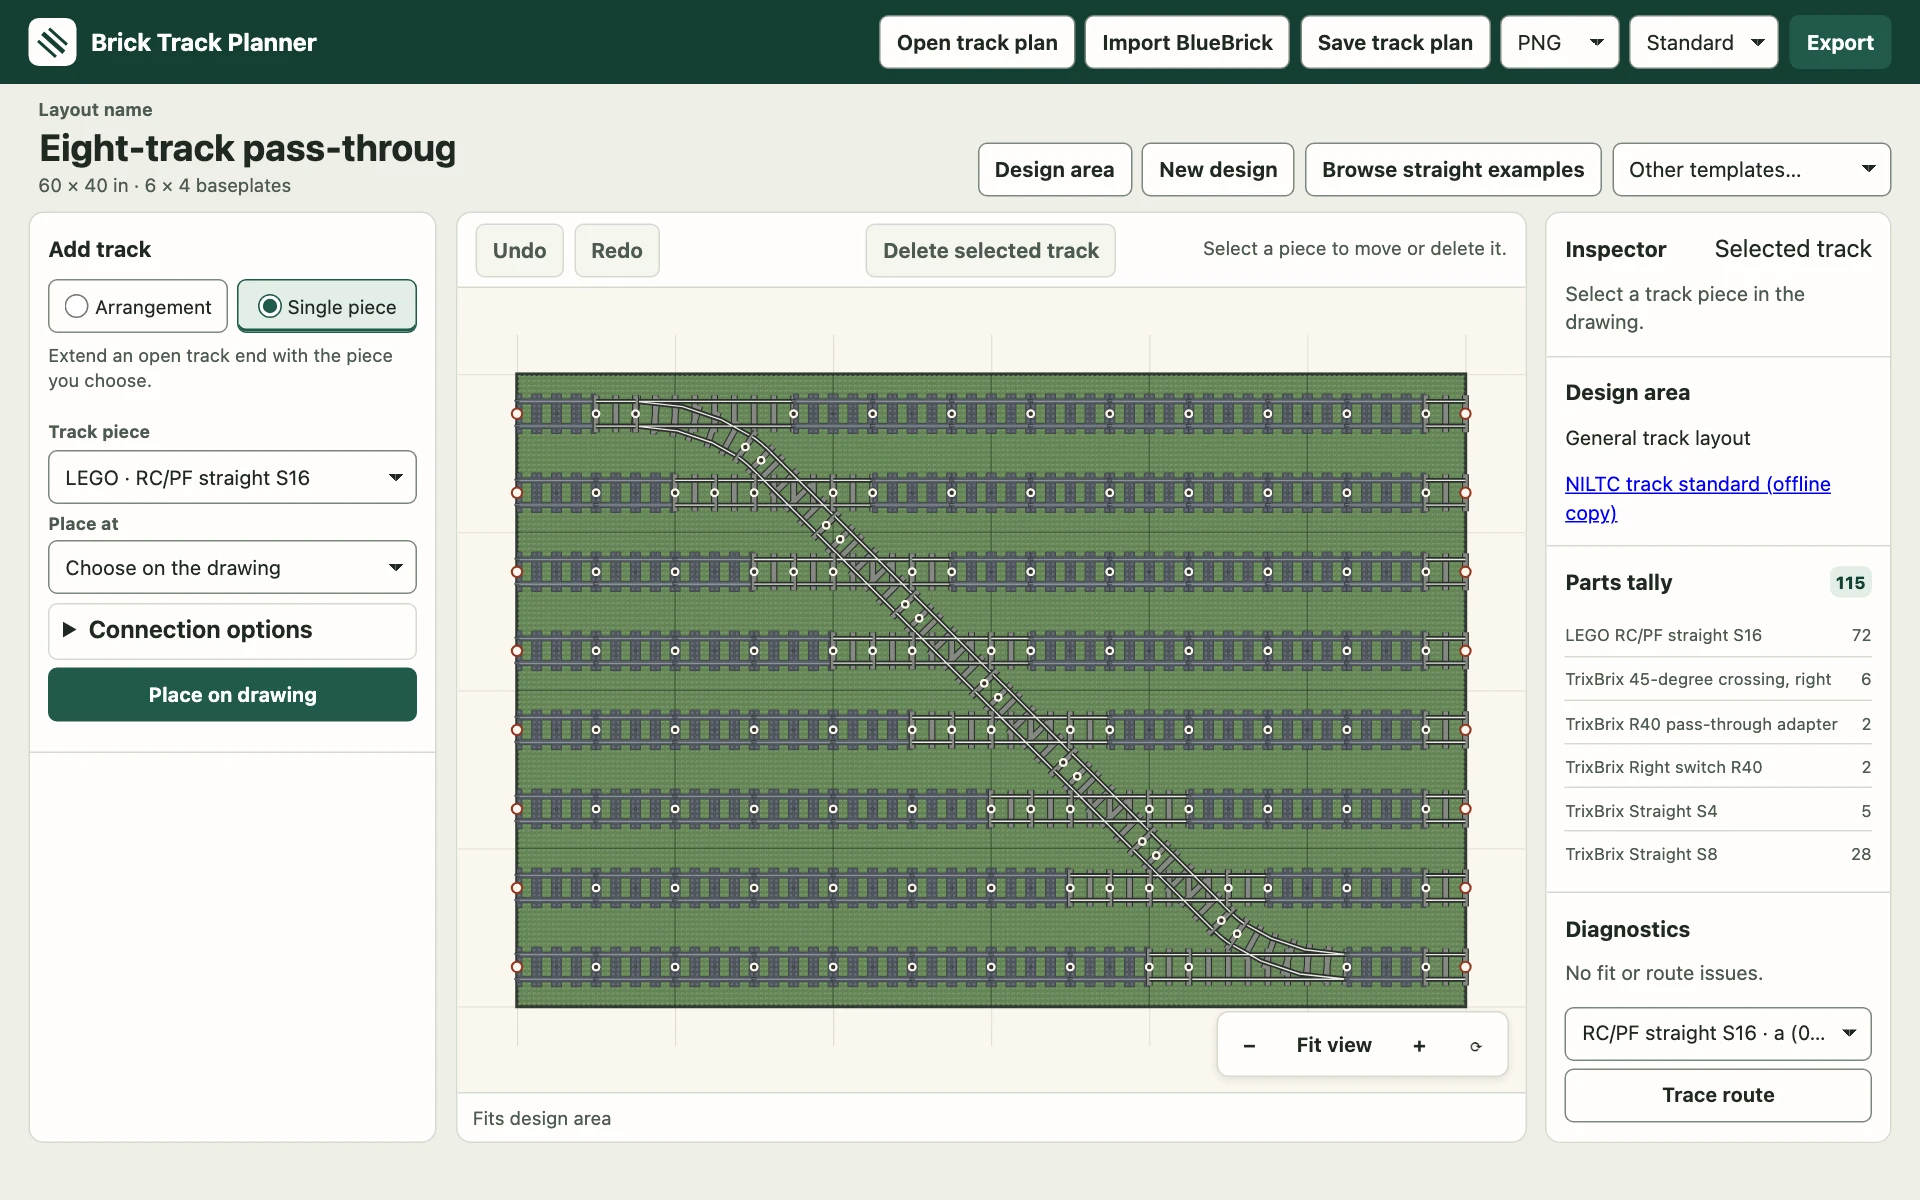 Brick Track Planner
Open track plan
Import BlueBrick
Save track plan
PNG
Standard
Export
Layout name
Eight-track pass-throug
60 × 40 in · 6 × 4 baseplates
Design area
New design
Browse straight examples
Other templates...
Add track
Arrangement
Single piece
Extend an open track end with the piece
you choose.
Track piece
LEGO · RC/PF straight S16
Place at
Choose on the drawing
Connection options
Place on drawing
Undo
Redo
Delete selected track
Select a piece to move or delete it.
− Fit view + ⟳
Fits design area
Inspector
Selected track
Select a track piece in the
drawing.
Design area
General track layout
NILTC track standard (offline
copy)
Parts tally 115
LEGO RC/PF straight S16 72
TrixBrix 45-degree crossing, right 6
TrixBrix R40 pass-through adapter 2
TrixBrix Right switch R40 2
TrixBrix Straight S4 5
TrixBrix Straight S8 28
Diagnostics
No fit or route issues.
RC/PF straight S16 · a (0...
Trace route